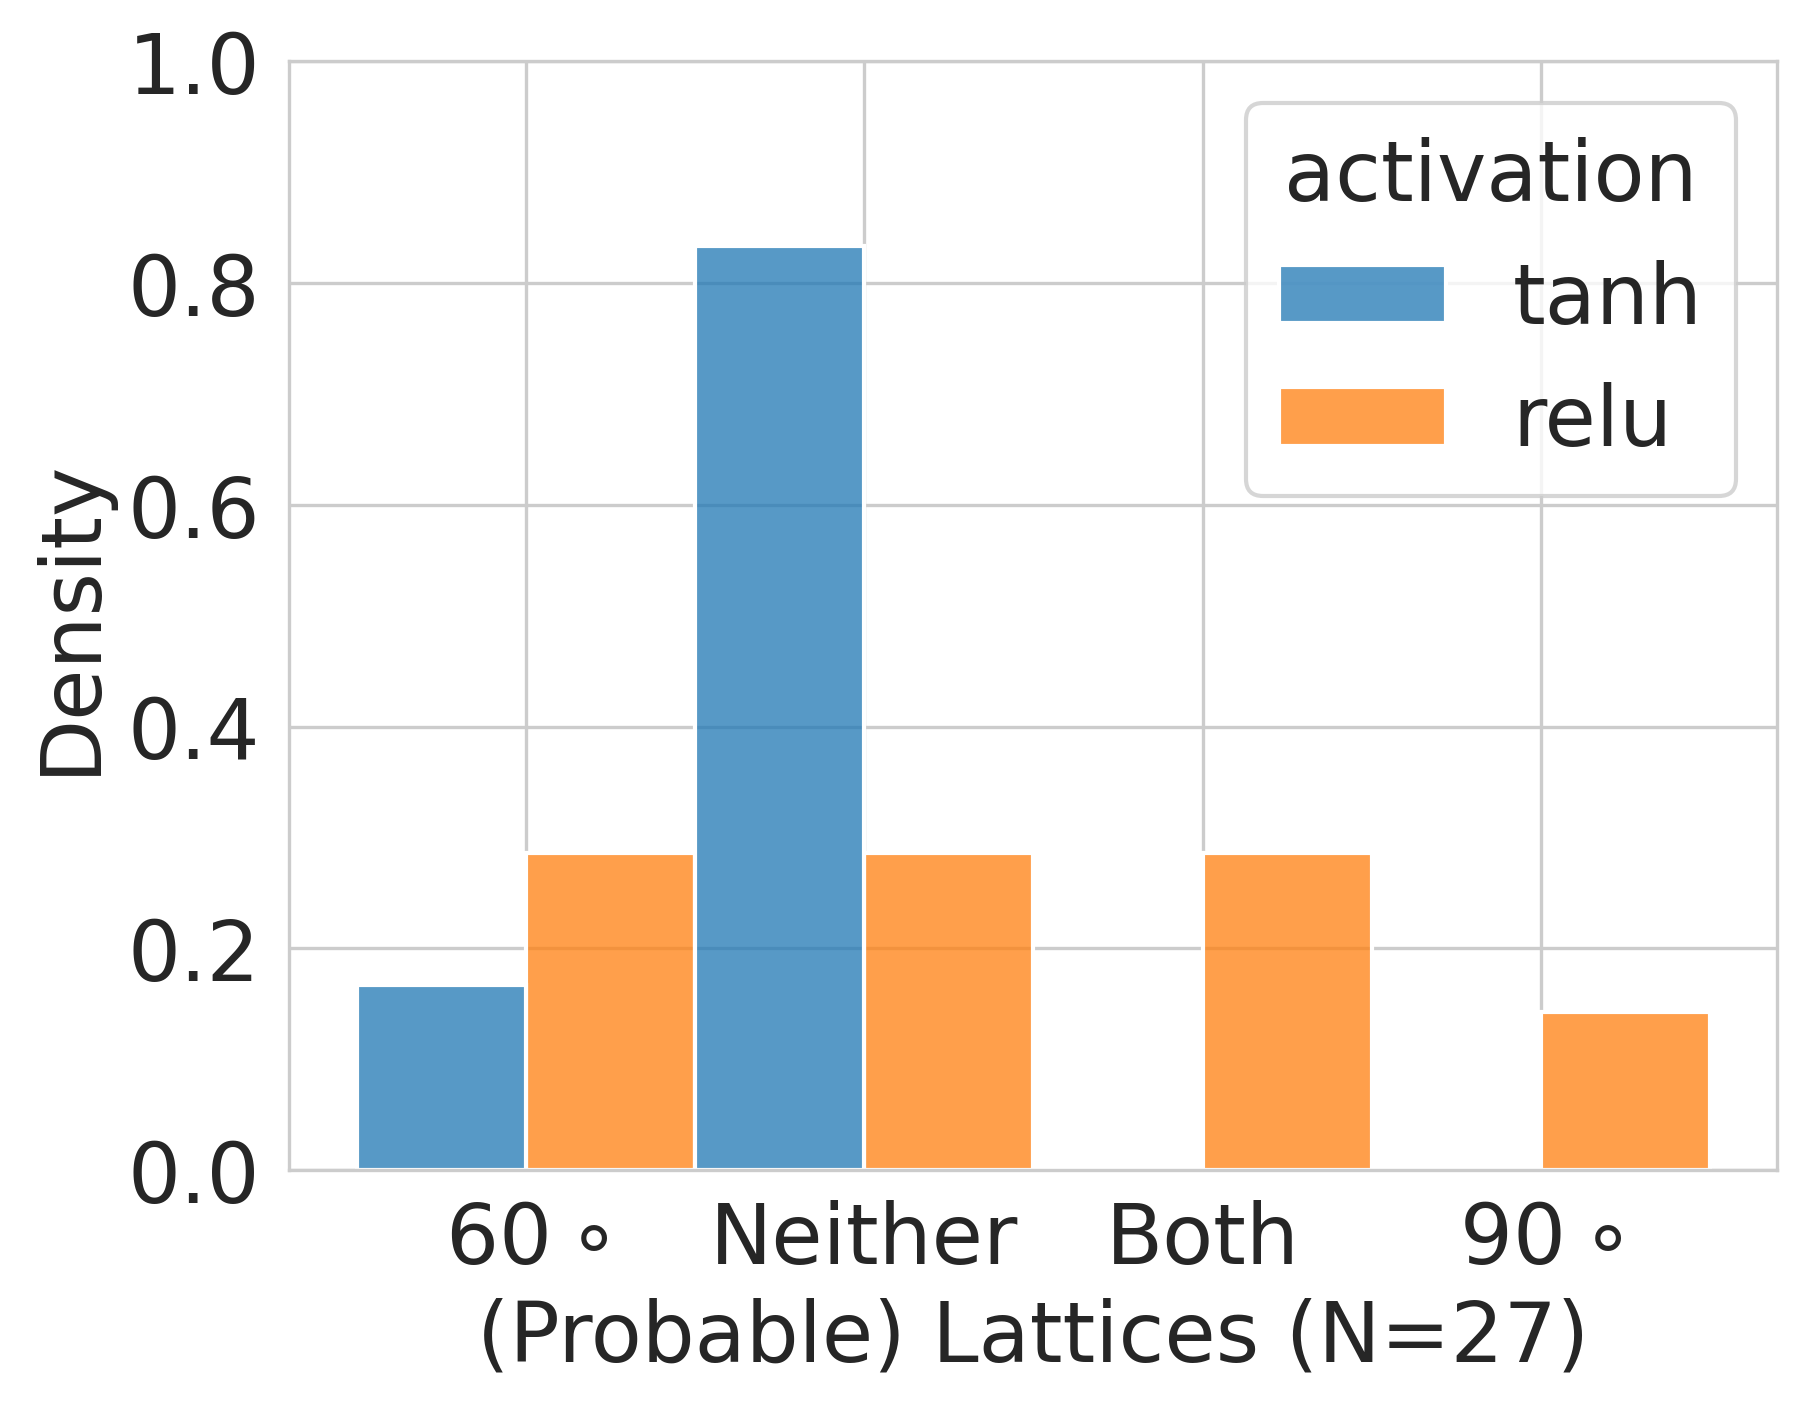 1.0
0.8
0.6
0.4
0.2
0.0
Density
activation
tanh
relu
60∘ Neither Both 90∘
(Probable) Lattices (N=27)